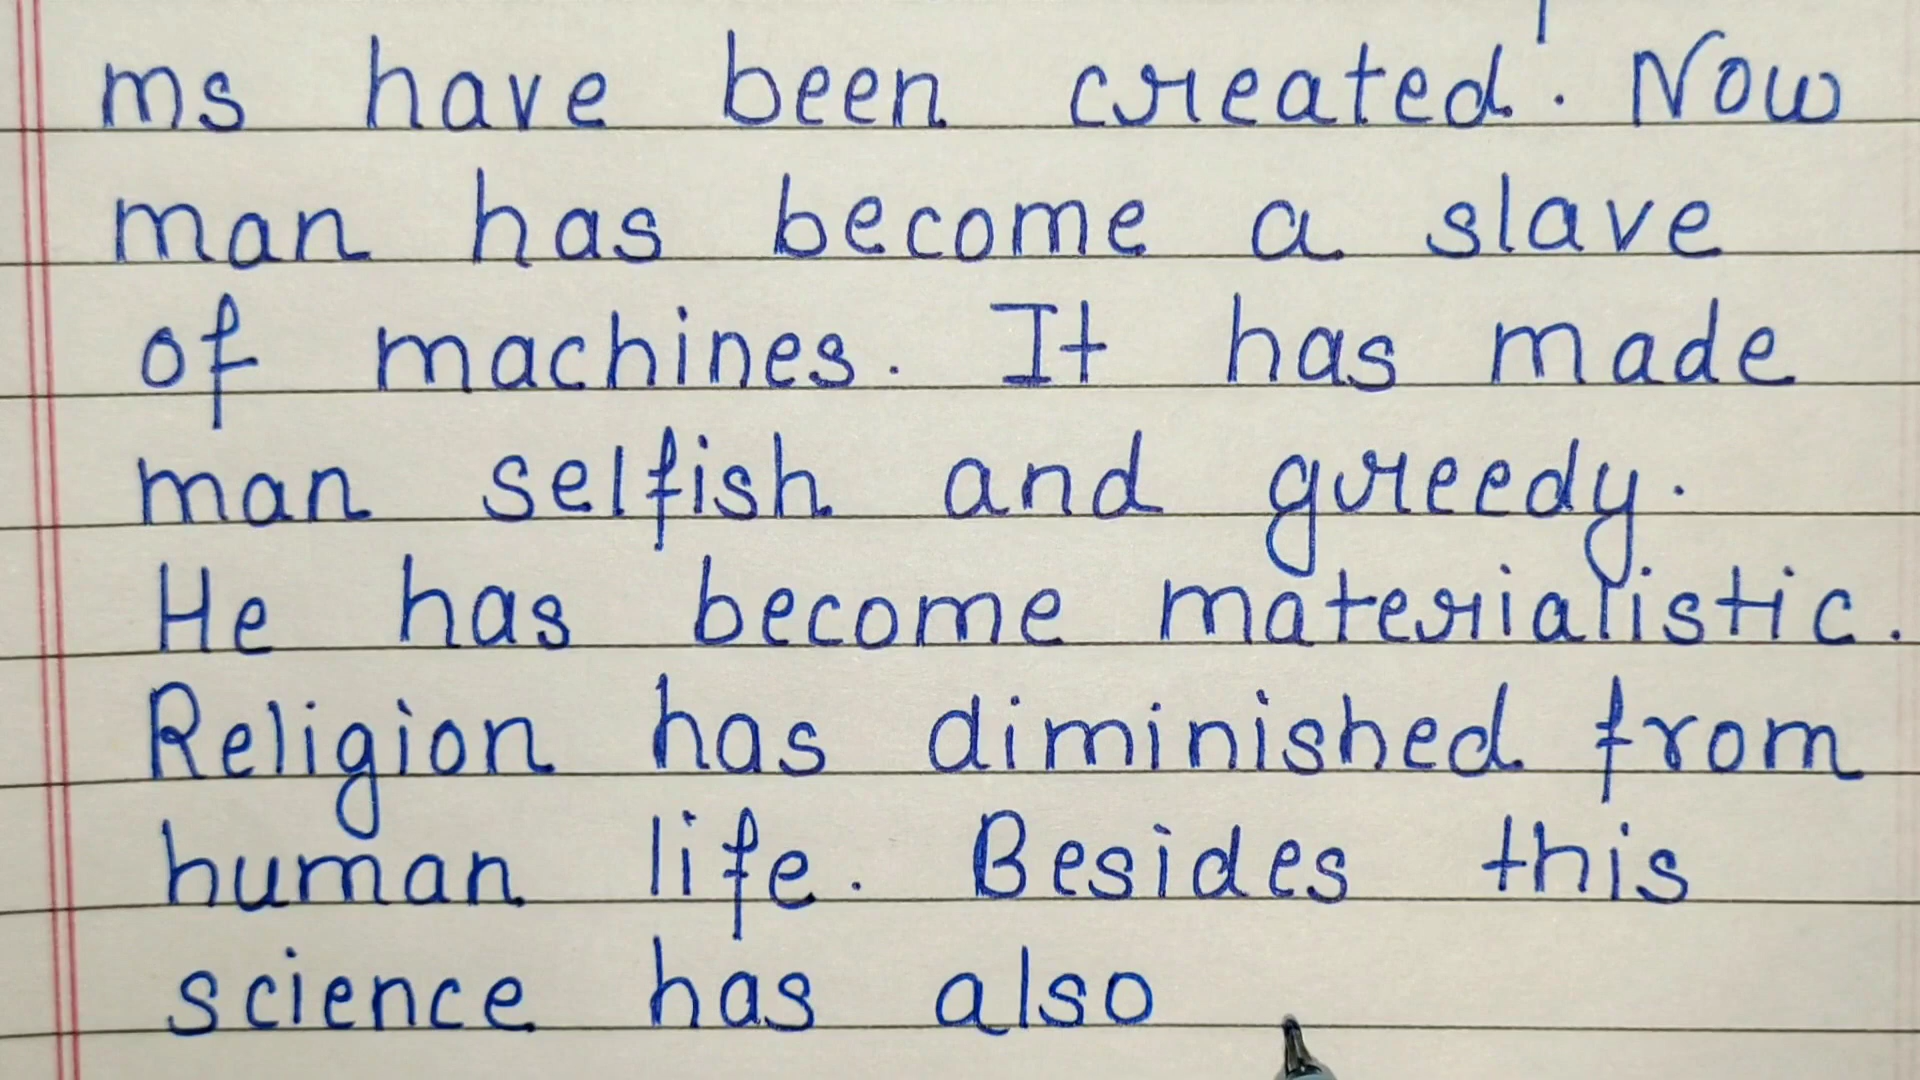 ms have been created. Now
man has become a slave
of machines. It has made
man selfish and greedy.
He has become materialistic.
Religion has diminished from
human life. Besides this
science has also